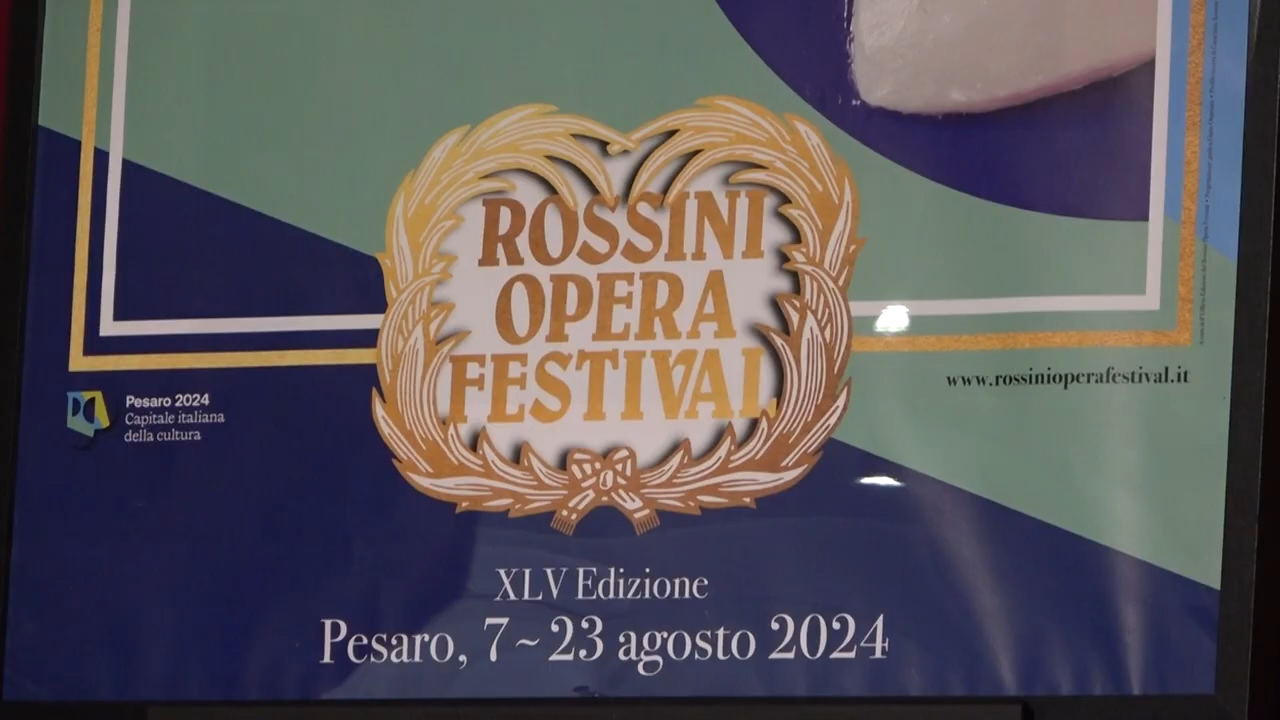 ROSSINI
OPERA
FESTIVAL
www.rossinioperafestival.it
Pesaro 2024
Capitale italiana
della cultura
XLV Edizione
Pesaro, 7~23 agosto 2024